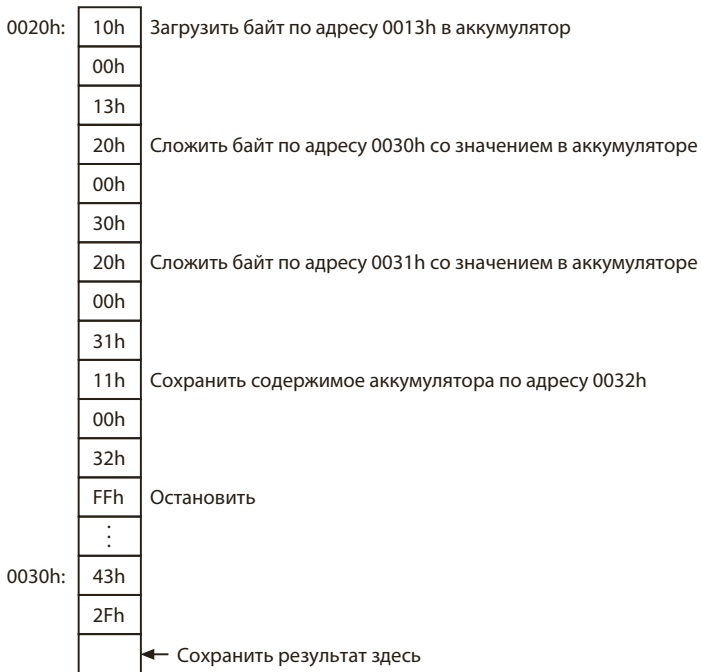 0020h: 10h Загрузить байт по адресу 0013h в аккумулятор
00h
13h
20h Сложить байт по адресу 0030h со значением в аккумуляторе
00h
30h
20h Сложить байт по адресу 0031h со значением в аккумуляторе
00h
31h
11h Сохранить содержимое аккумулятора по адресу 0032h
00h
32h
FFh Остановить
⋮
0030h: 43h
2Fh
Сохранить результат здесь